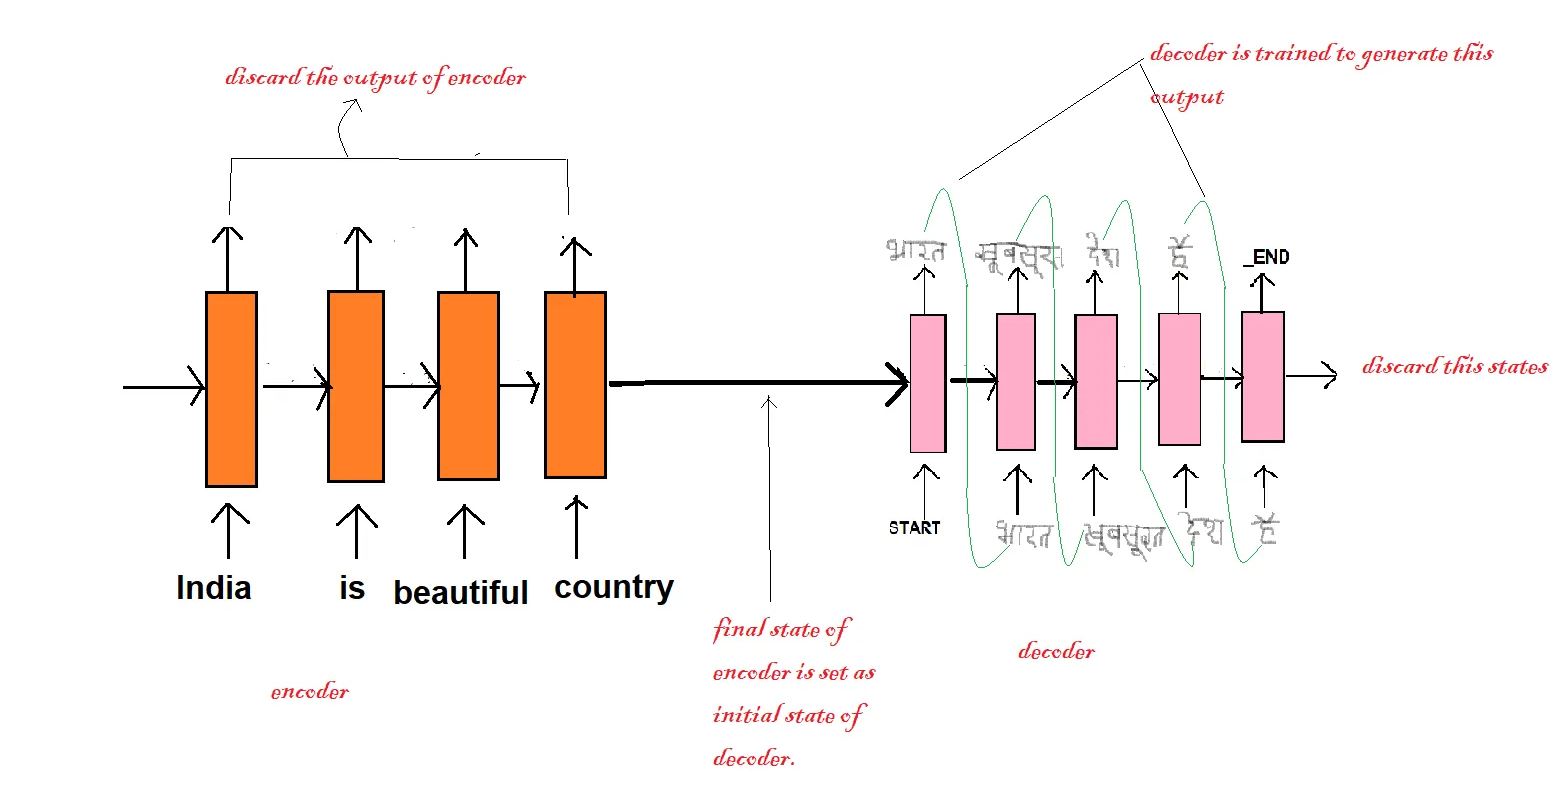 discard the output of encoder
decoder is trained to generate this
output
भारत खूबसूरत देश है _END
discard this states
START भारत खूबसूरत देश है
India is beautiful country
final state of
encoder is set as
initial state of
decoder.
decoder
encoder